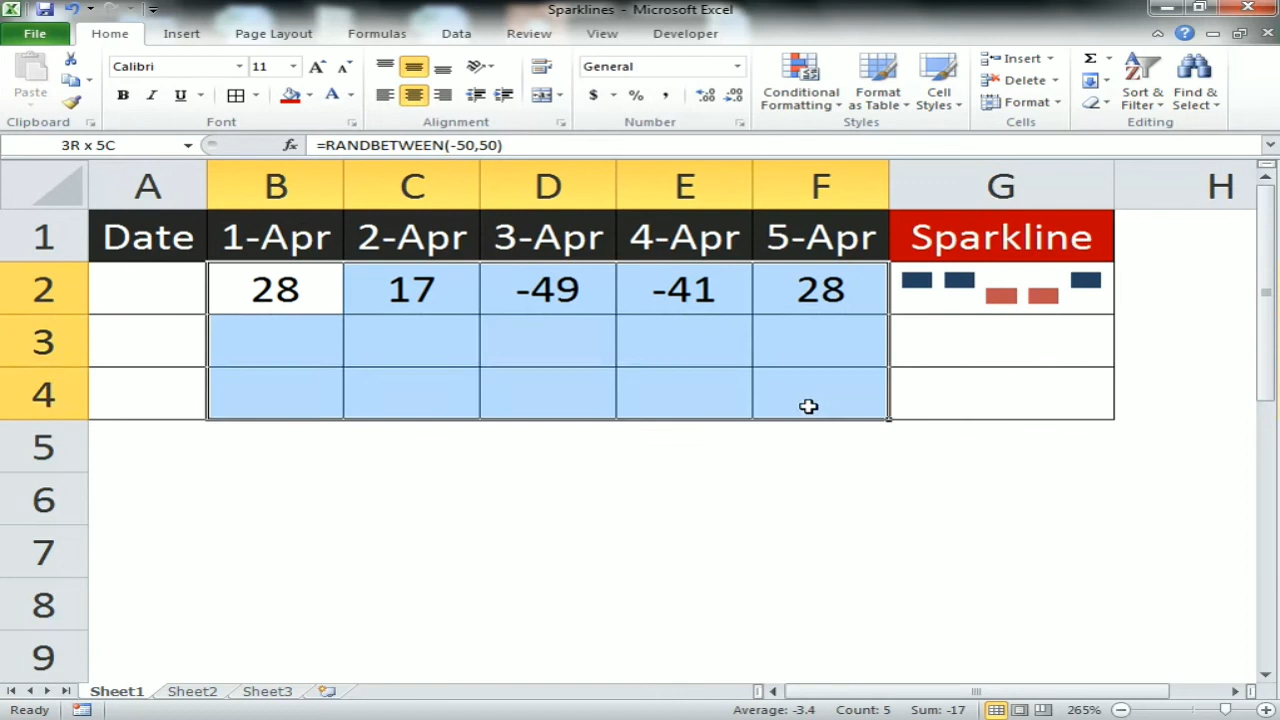 Sparklines - Microsoft Excel
File Home Insert Page Layout Formulas Data Review View Developer
Calibri 11 General
Paste
B I U $ % ,
Conditional Formatting
Format as Table
Cell Styles
Insert
Delete
Format
Σ
Sort & Filter
Find & Select
Clipboard Font Alignment Number Styles Cells Editing
3R x 5C fx =RANDBETWEEN(-50,50)
A B C D E F G H
1 Date 1-Apr 2-Apr 3-Apr 4-Apr 5-Apr Sparkline
2 28 17 -49 -41 28
3
4
5
6
7
8
9
Sheet1 Sheet2 Sheet3
Ready Average: -3.4 Count: 5 Sum: -17 265%